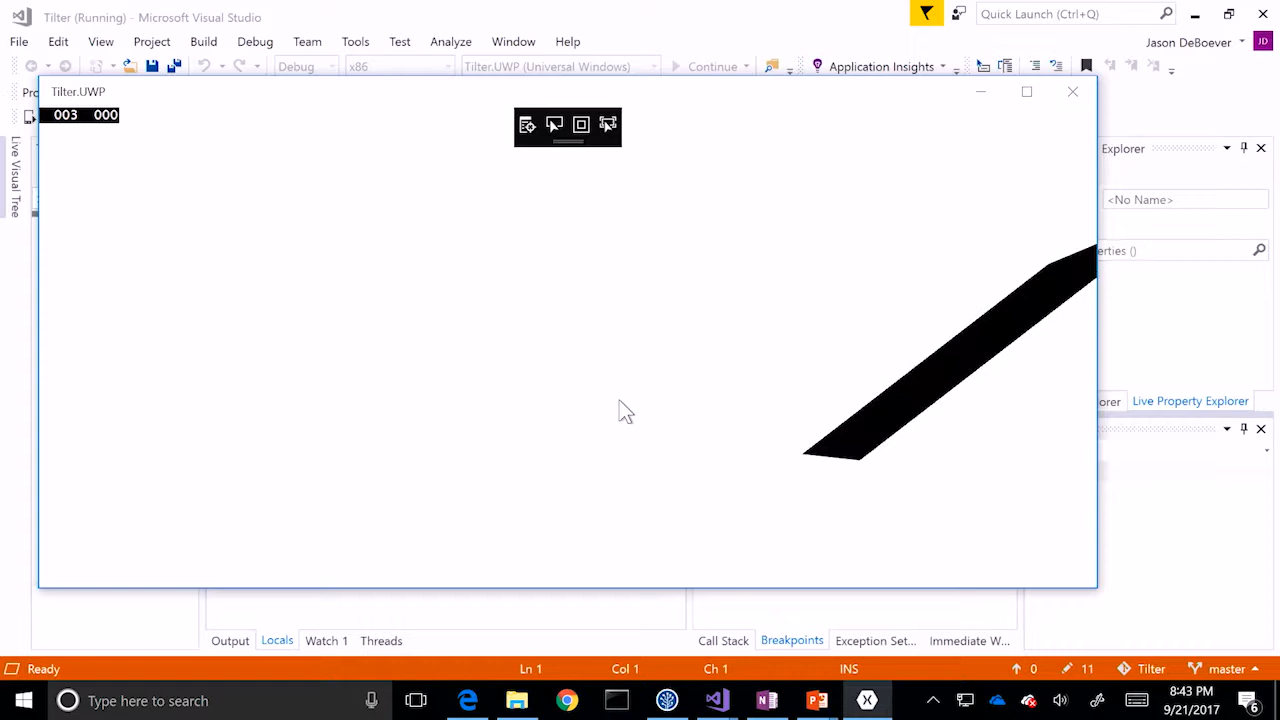 Tilter (Running) - Microsoft Visual Studio
Quick Launch (Ctrl+Q)
File Edit View Project Build Debug Team Tools Test Analyze Window Help
Jason DeBoever JD
Debug x86 Tilter.UWP (Universal Windows) Continue Application Insights
Pro
Tilter.UWP
003 000
Live Visual Tree
Explorer
<No Name>
erties ()
orer Live Property Explorer
Output Locals Watch 1 Threads
Call Stack Breakpoints Exception Set... Immediate W...
Ready Ln 1 Col 1 Ch 1 INS 0 11 Tilter master
Type here to search
8:43 PM
9/21/2017
6